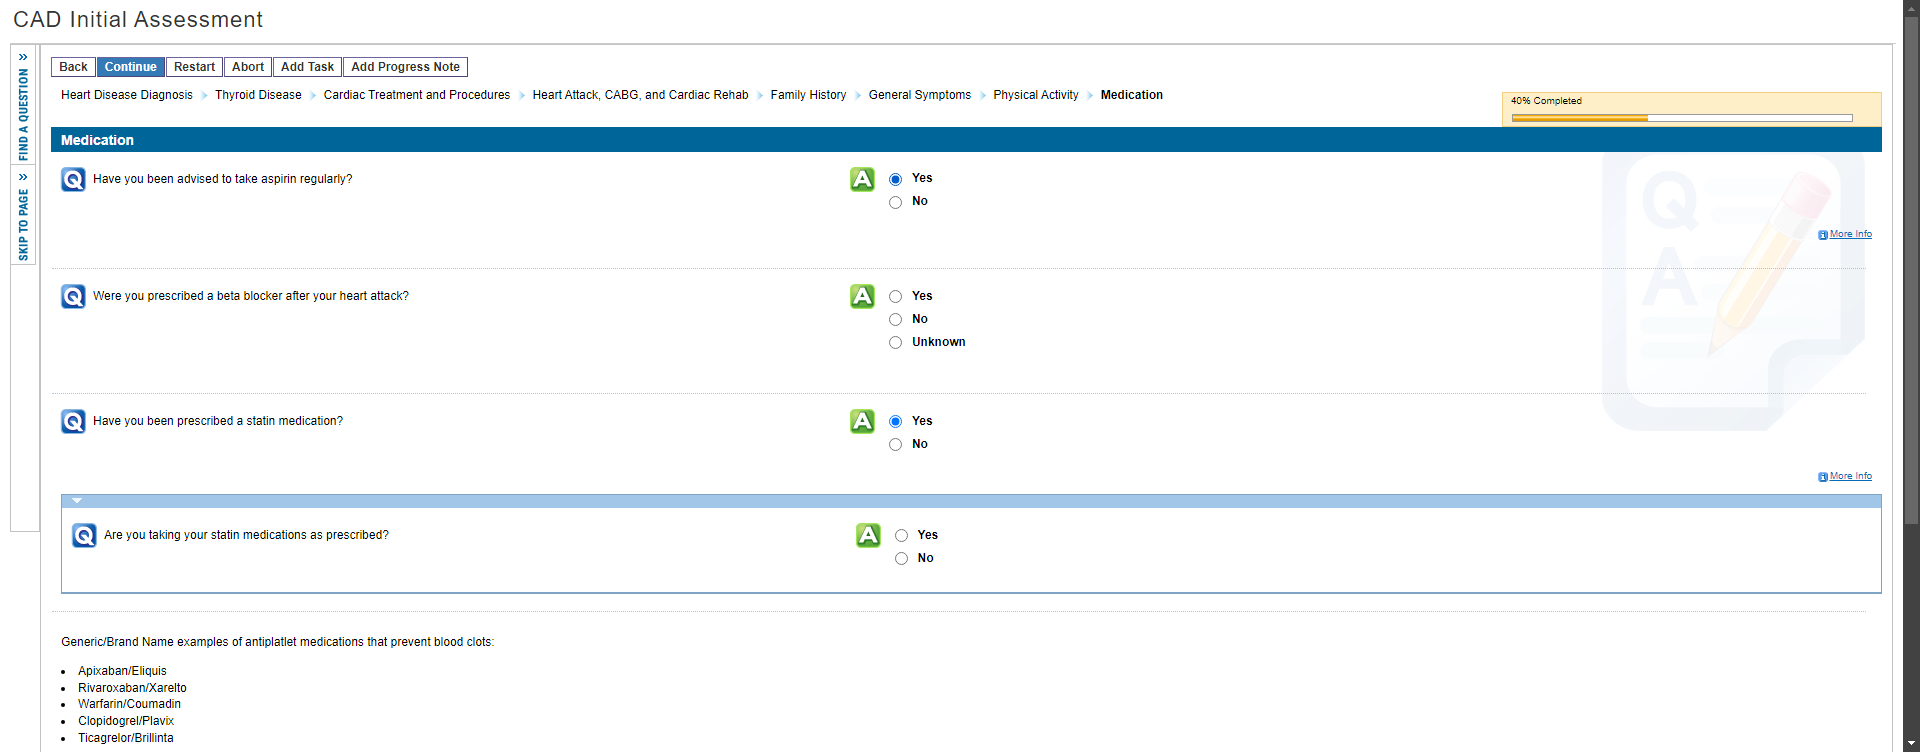 CAD Initial Assessment
»
FIND A QUESTION
»
SKIP TO PAGE
Back Continue Restart Abort Add Task Add Progress Note
Heart Disease Diagnosis Thyroid Disease Cardiac Treatment and Procedures Heart Attack, CABG, and Cardiac Rehab Family History General Symptoms Physical Activity Medication
40% Completed
Medication
Q Have you been advised to take aspirin regularly? A Yes
No
More Info
Q Were you prescribed a beta blocker after your heart attack? A Yes
No
Unknown
Q Have you been prescribed a statin medication? A Yes
No
More Info
Q Are you taking your statin medications as prescribed? A Yes
No
Q
A
Generic/Brand Name examples of antiplatlet medications that prevent blood clots:
• Apixaban/Eliquis
• Rivaroxaban/Xarelto
• Warfarin/Coumadin
• Clopidogrel/Plavix
• Ticagrelor/Brillinta